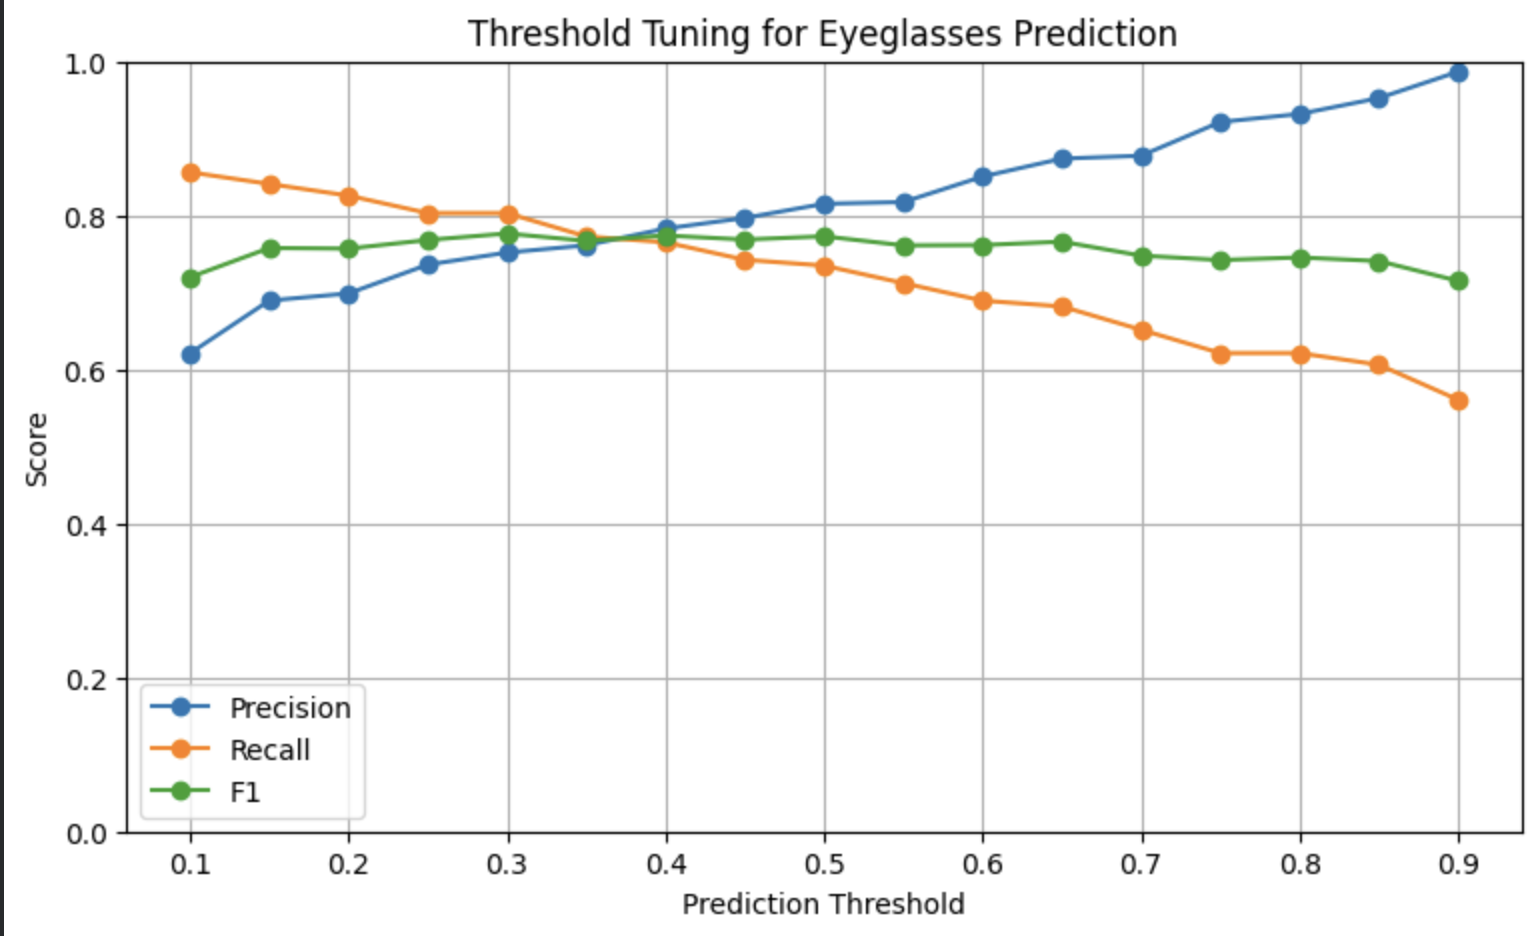 Threshold Tuning for Eyeglasses Prediction
1.0
0.8
0.6
0.4
0.2
0.0
Score
Precision
Recall
F1
0.1 0.2 0.3 0.4 0.5 0.6 0.7 0.8 0.9
Prediction Threshold